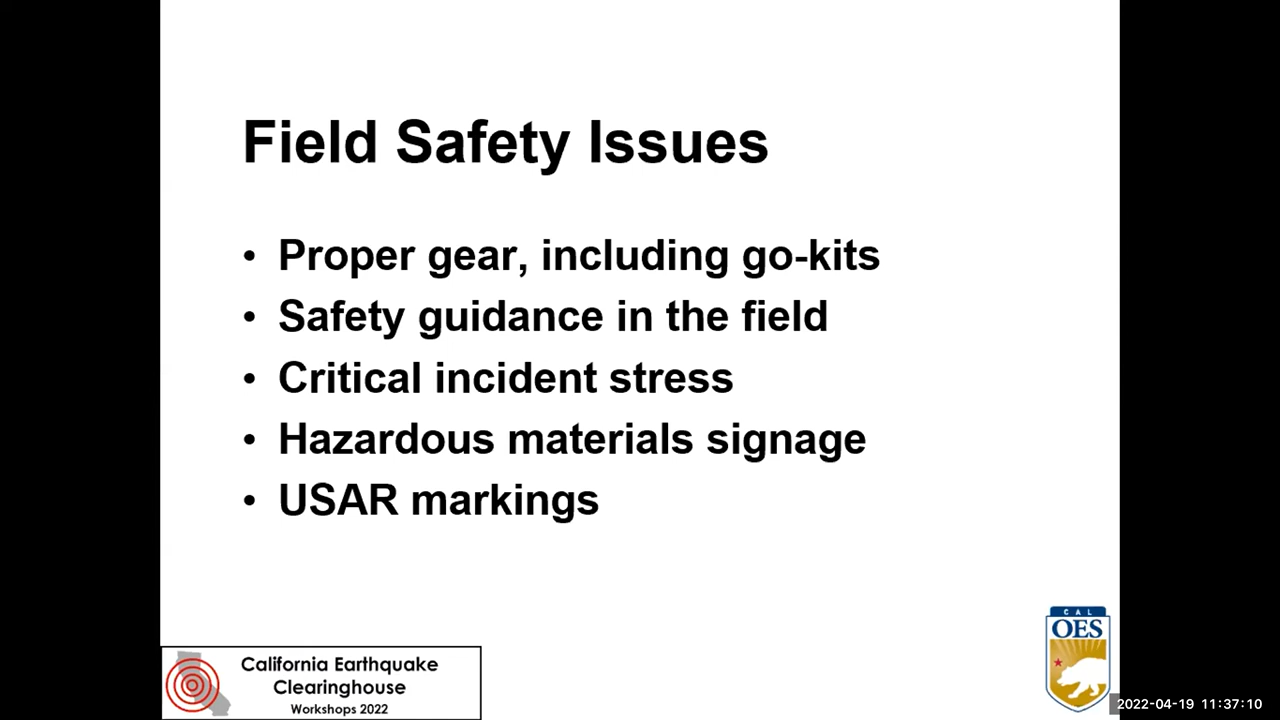 Field Safety Issues
• Proper gear, including go-kits
• Safety guidance in the field
• Critical incident stress
• Hazardous materials signage
• USAR markings
California Earthquake
Clearinghouse
Workshops 2022
CAL
OES
2022-04-19 11:37:10